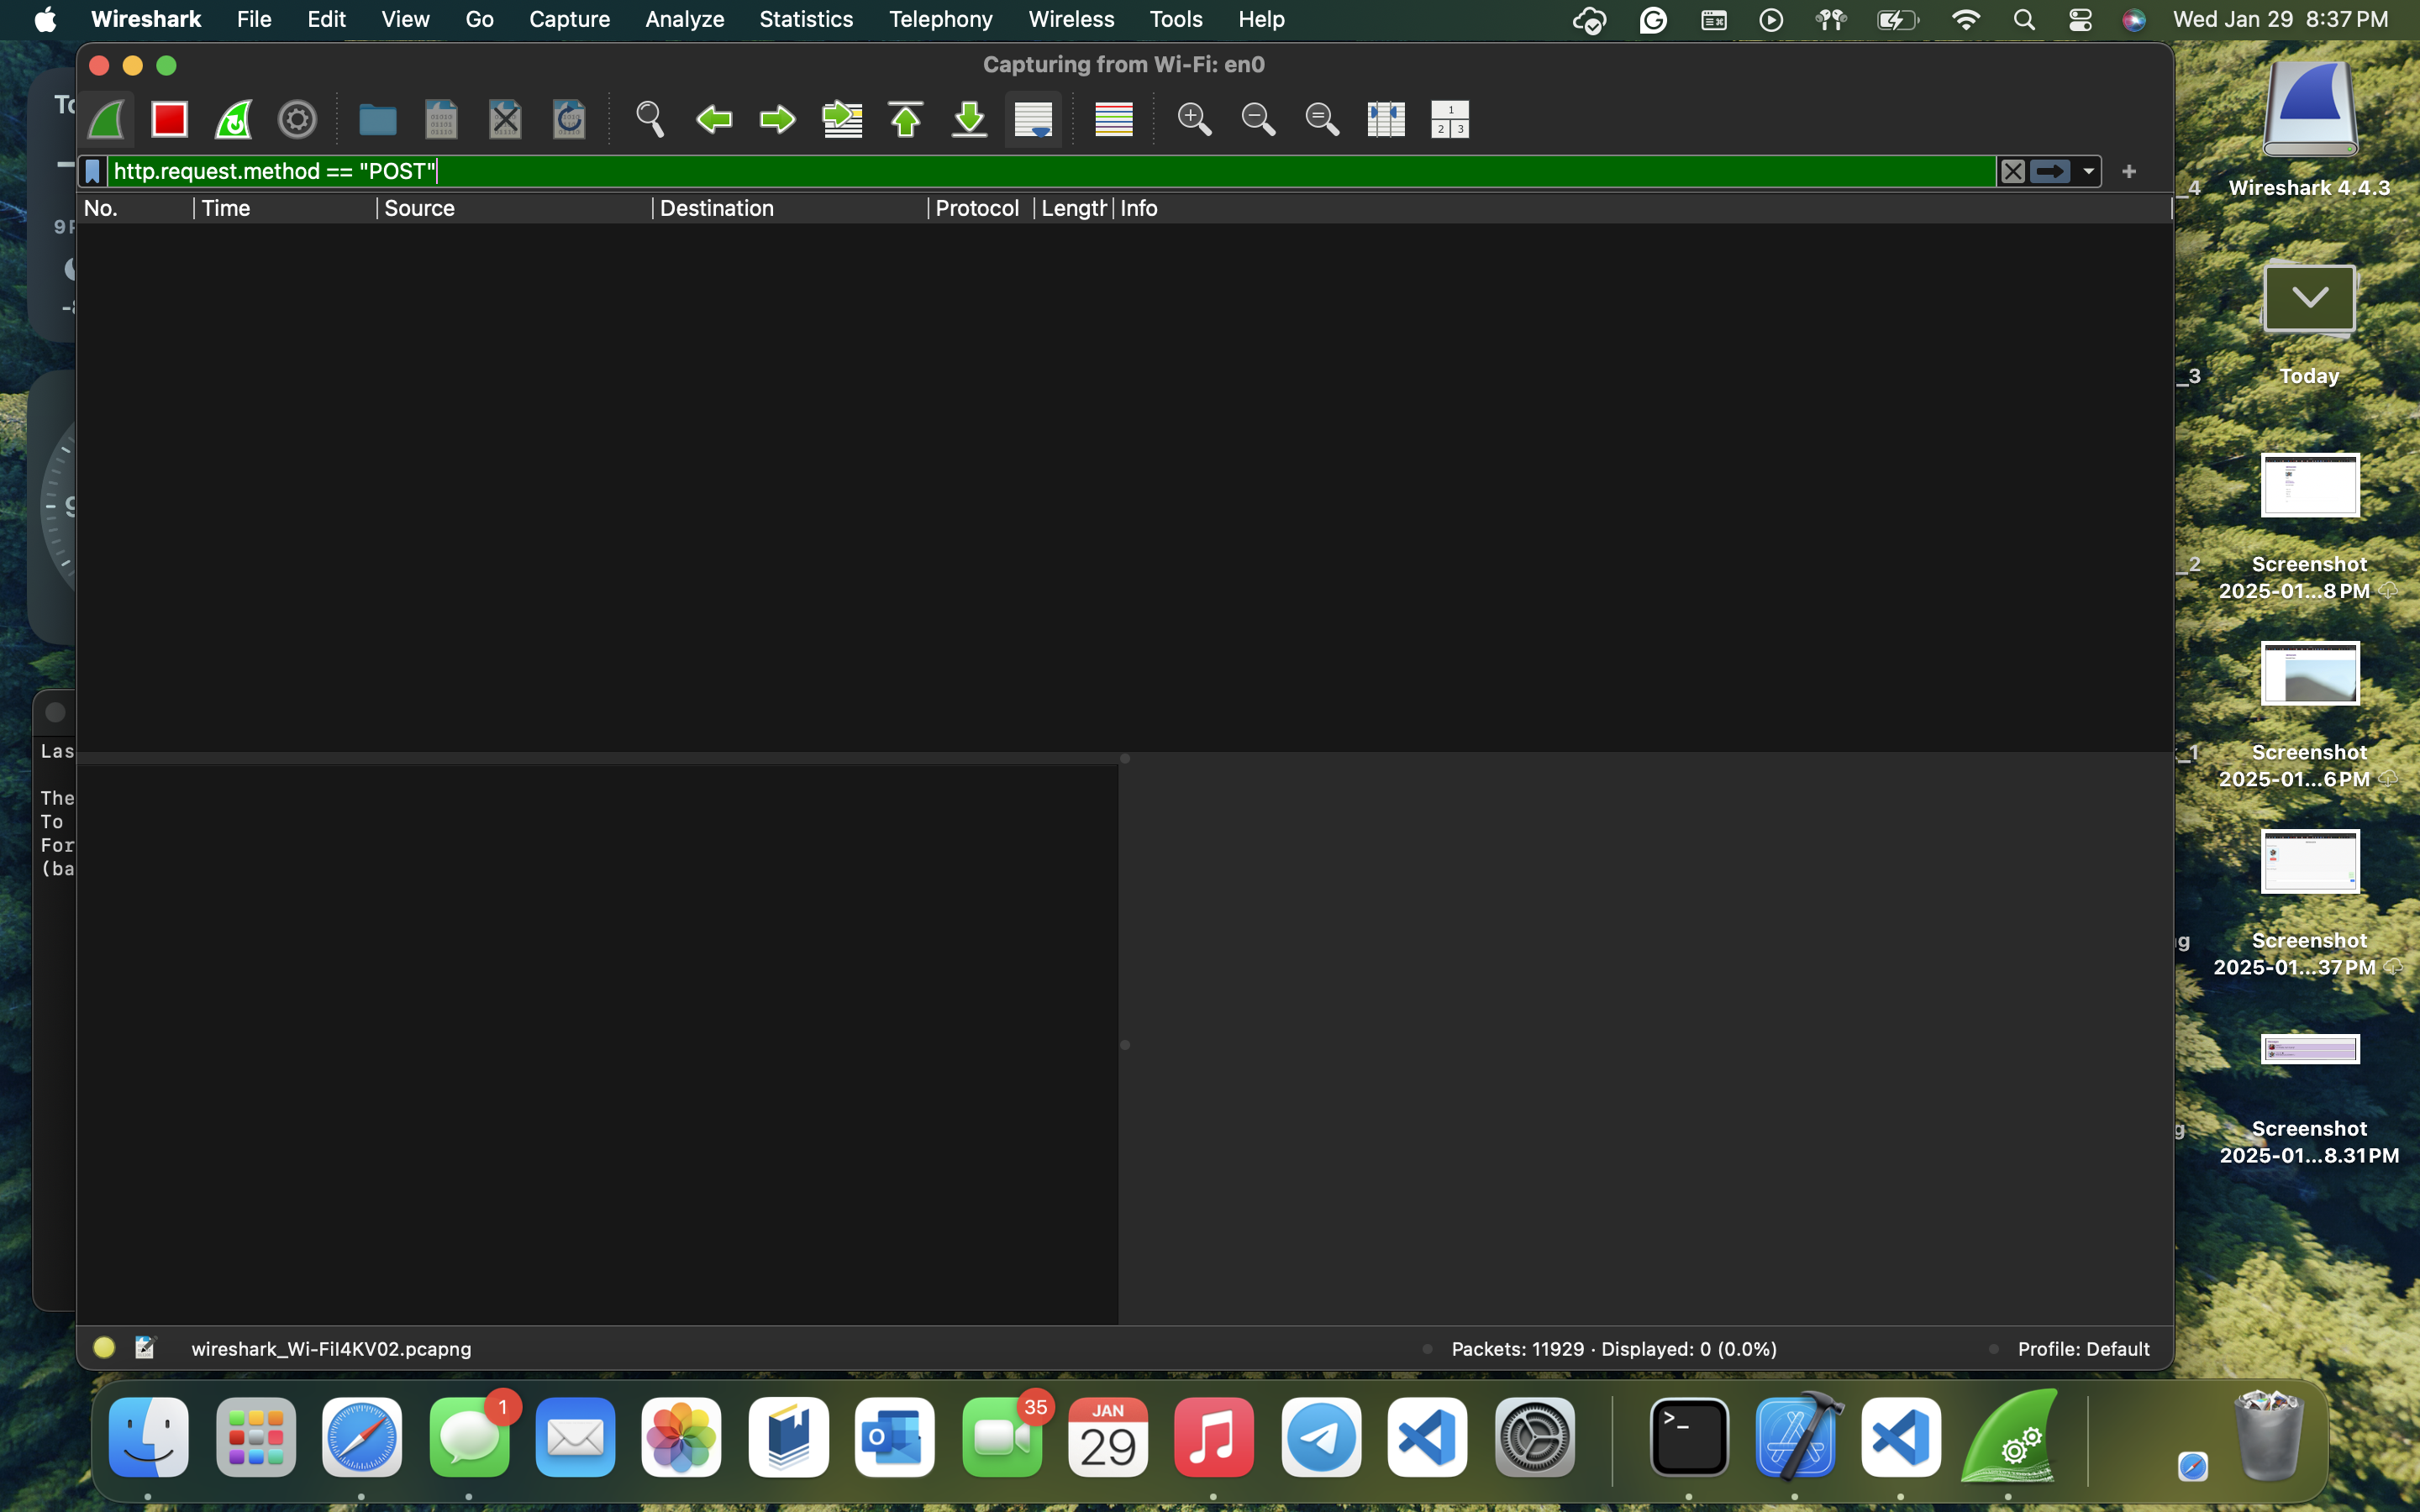 Wireshark File Edit View Go Capture Analyze Statistics Telephony Wireless Tools Help Wed Jan 29 8:37 PM
Capturing from Wi-Fi: en0
http.request.method == "POST"
No. Time Source Destination Protocol Length Info
Wireshark 4.4.3
_4
Today
_3
Screenshot
2025-01...8 PM
_2
Screenshot
2025-01...6 PM
_1
Screenshot
2025-01...37 PM
Screenshot
2025-01...8.31 PM
Las
The
To
For
(ba
wireshark_Wi-FiI4KV02.pcapng Packets: 11929 · Displayed: 0 (0.0%) Profile: Default
1
35
JAN
29